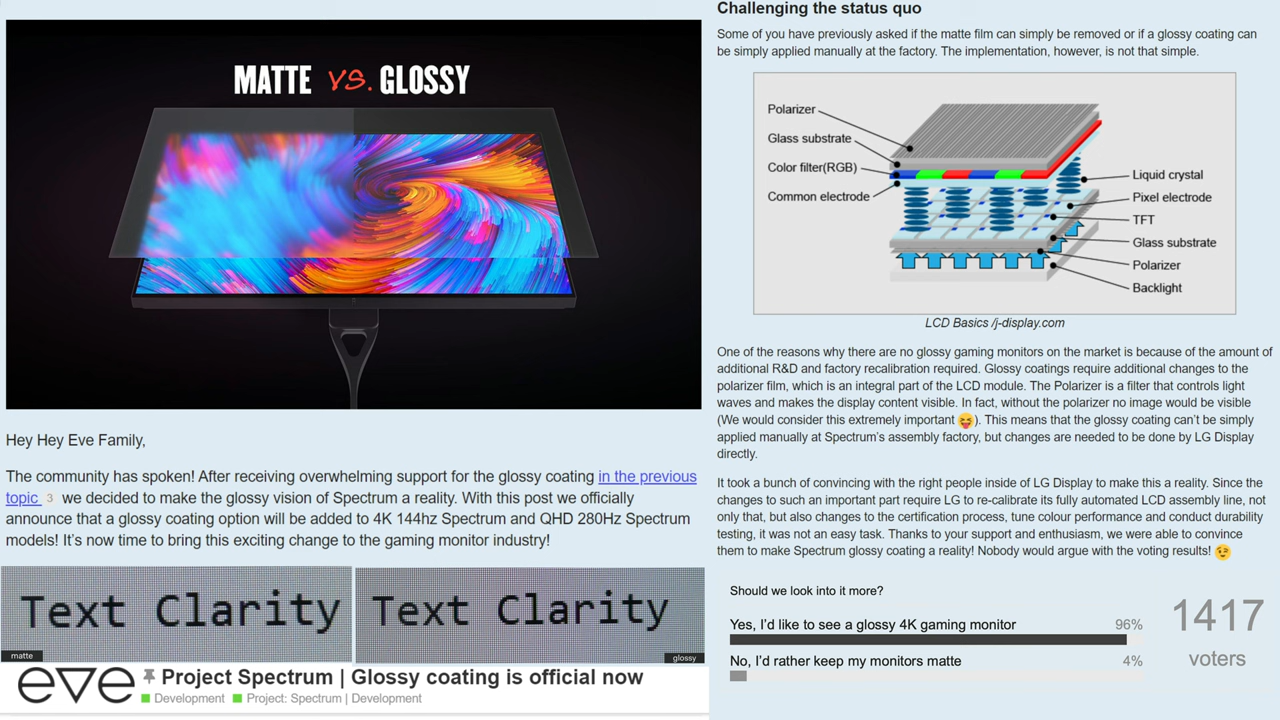 MATTE VS. GLOSSY
Hey Hey Eve Family,
The community has spoken! After receiving overwhelming support for the glossy coating in the previous
topic 3 we decided to make the glossy vision of Spectrum a reality. With this post we officially
announce that a glossy coating option will be added to 4K 144hz Spectrum and QHD 280Hz Spectrum
models! It's now time to bring this exciting change to the gaming monitor industry!
Text Clarity
matte
Text Clarity
glossy
eve
Project Spectrum | Glossy coating is official now
Development Project: Spectrum | Development
Challenging the status quo
Some of you have previously asked if the matte film can simply be removed or if a glossy coating can
be simply applied manually at the factory. The implementation, however, is not that simple.
Polarizer
Glass substrate
Color filter(RGB)
Common electrode
Liquid crystal
Pixel electrode
TFT
Glass substrate
Polarizer
Backlight
LCD Basics /j-display.com
One of the reasons why there are no glossy gaming monitors on the market is because of the amount of
additional R&D and factory recalibration required. Glossy coatings require additional changes to the
polarizer film, which is an integral part of the LCD module. The Polarizer is a filter that controls light
waves and makes the display content visible. In fact, without the polarizer no image would be visible
(We would consider this extremely important 😝). This means that the glossy coating can't be simply
applied manually at Spectrum's assembly factory, but changes are needed to be done by LG Display
directly.
It took a bunch of convincing with the right people inside of LG Display to make this a reality. Since the
changes to such an important part require LG to re-calibrate its fully automated LCD assembly line, not
only that, but also changes to the certification process, tune colour performance and conduct durability
testing, it was not an easy task. Thanks to your support and enthusiasm, we were able to convince
them to make Spectrum glossy coating a reality! Nobody would argue with the voting results! 😉
Should we look into it more?
Yes, I'd like to see a glossy 4K gaming monitor 96%
No, I'd rather keep my monitors matte 4%
1417
voters